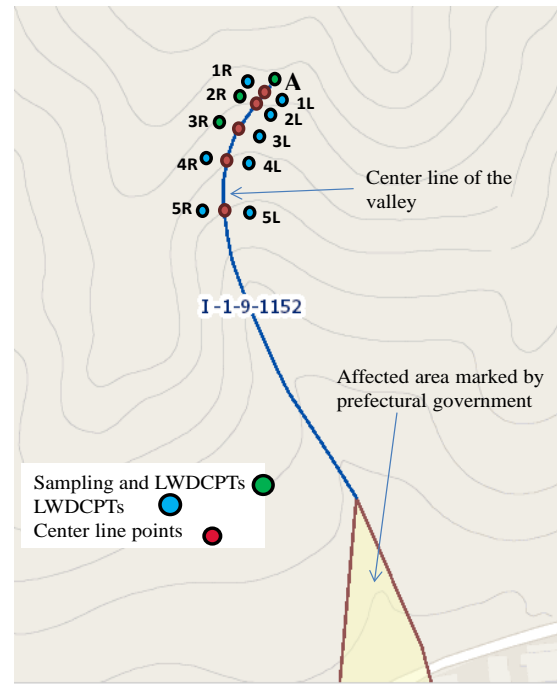 1R
A
2R
1L
2L
3R
3L
4R
4L
Center line of the
valley
5R
5L
I-1-9-1152
Affected area marked by
prefectural government
Sampling and LWDCPTs
LWDCPTs
Center line points